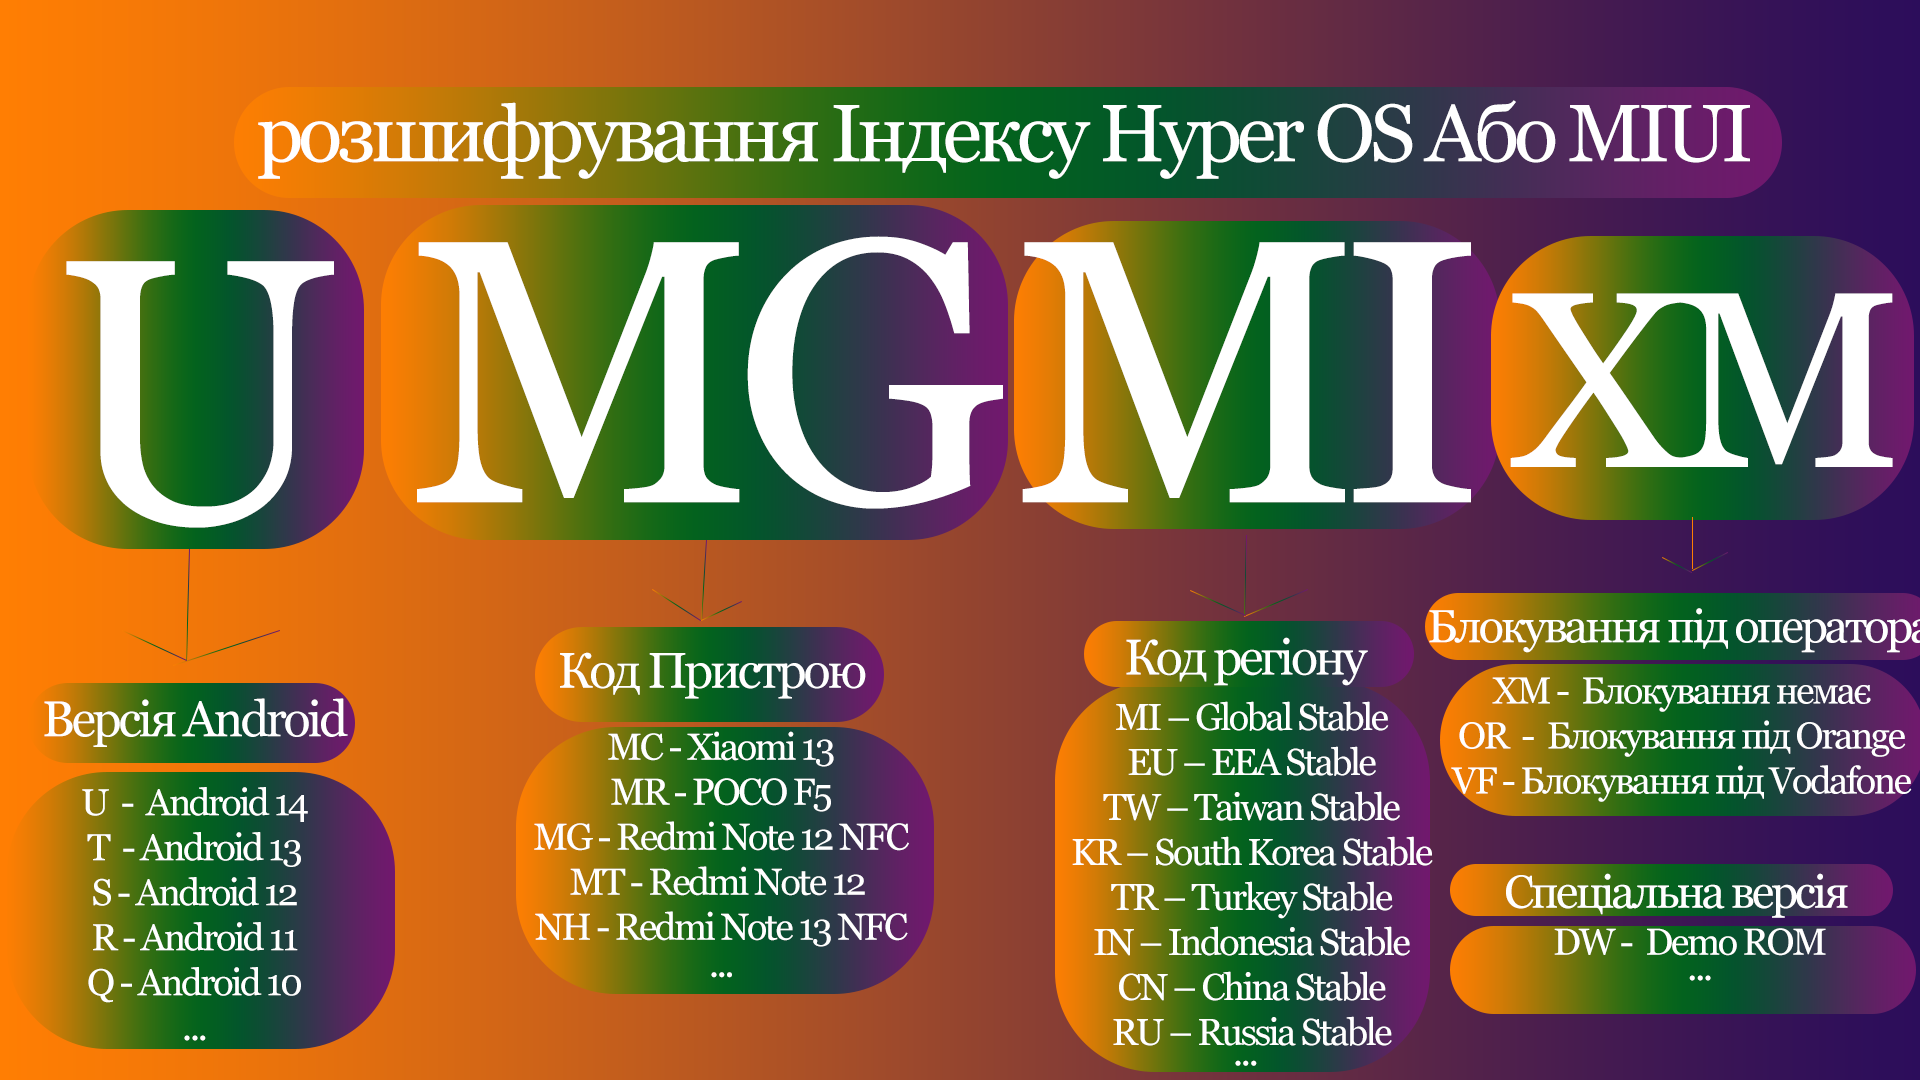 розшифрування Індексу Hyper OS Або MIUI
U MG MI XM
Версія Android
U - Android 14
T - Android 13
S - Android 12
R - Android 11
Q - Android 10
...
Код Пристрою
MC - Xiaomi 13
MR - POCO F5
MG - Redmi Note 12 NFC
MT - Redmi Note 12
NH - Redmi Note 13 NFC
...
Код регіону
MI – Global Stable
EU – EEA Stable
TW – Taiwan Stable
KR – South Korea Stable
TR – Turkey Stable
IN – Indonesia Stable
CN – China Stable
RU – Russia Stable
...
Блокування під оператора
XM - Блокування немає
OR - Блокування під Orange
VF - Блокування під Vodafone
Спеціальна версія
DW - Demo ROM
...